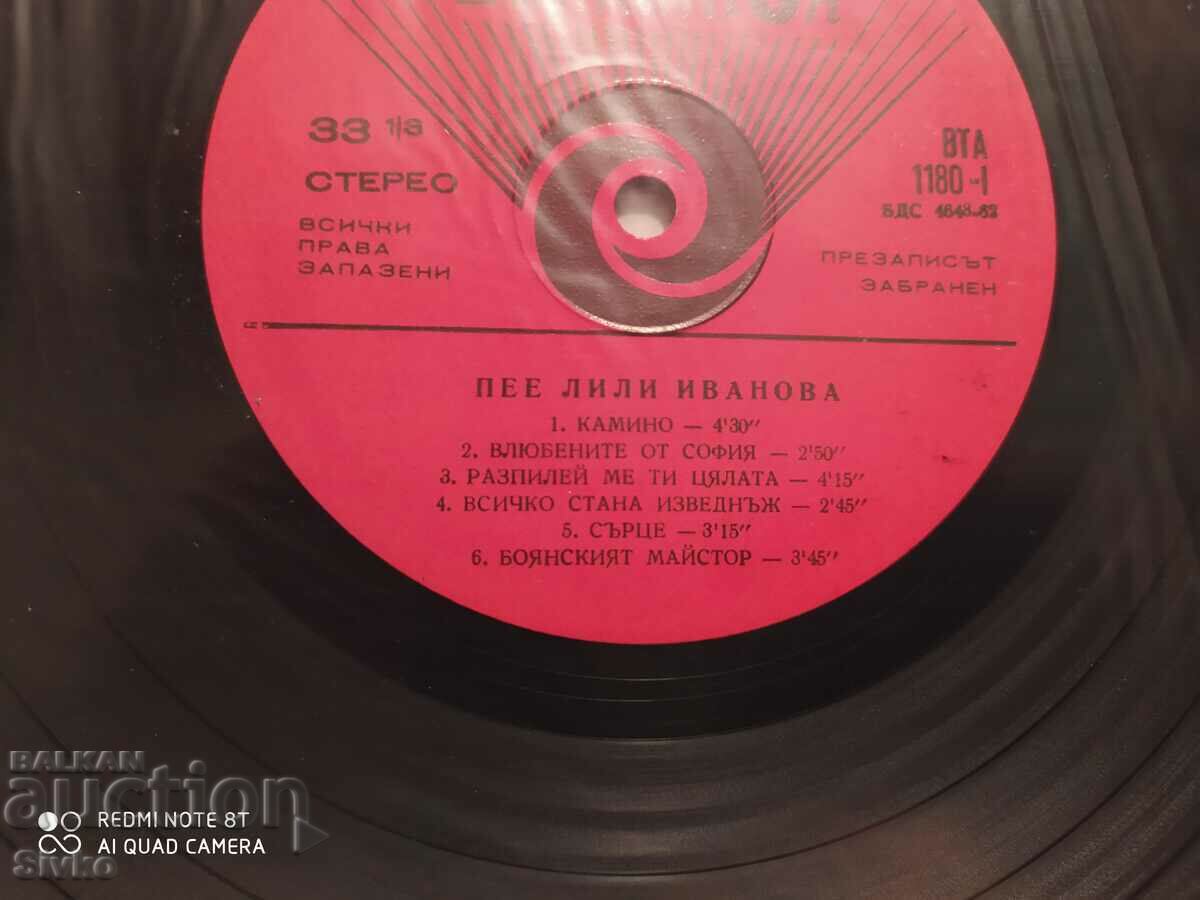 33 1/3
СТЕРЕО
ВСИЧКИ
ПРАВА
ЗАПАЗЕНИ
ВТА
1180-I
БДС 4648-62
ПРЕЗАПИСЪТ
ЗАБРАНЕН
ПЕЕ ЛИЛИ ИВАНОВА
1. КАМИНО — 4'30"
2. ВЛЮБЕНИТЕ ОТ СОФИЯ — 2'50"
3. РАЗПИЛЕЙ МЕ ТИ ЦЯЛАТА — 4'15"
4. ВСИЧКО СТАНА ИЗВЕДНЪЖ — 2'45"
5. СЪРЦЕ — 3'15"
6. БОЯНСКИЯТ МАЙСТОР — 3'45"
BALKAN
auction
REDMI NOTE 8T
AI QUAD CAMERA
Sivko